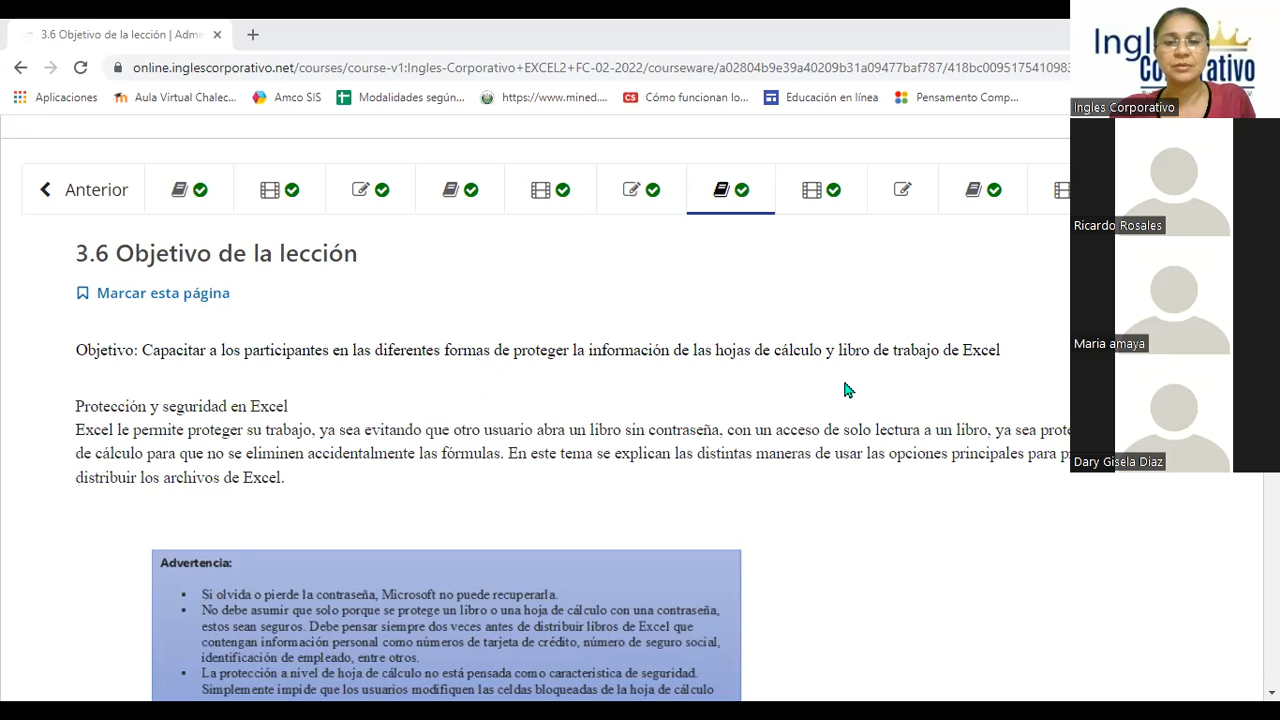 3.6 Objetivo de la lección | Admi
online.inglescorporativo.net/courses/course-v1:Ingles
CEL2+FC-02-2022/courseware/a02804b9e39a40209b31a09477baf787/418bc0095175410983
Aplicaciones
Aula Virtual Chalec...
Amco SIS
Modalidades según...
https://www.mined....
Cómo funcionan lo...
Educación en línea
Pensamento Comp...
Ingles Corporativo
Ricardo Rosales
Maria amaya
Dary Gisela Diaz
Anterior
3.6 Objetivo de la lección
Marcar esta página
Objetivo: Capacitar a los participantes en las diferentes formas de proteger la información de las hojas de cálculo y libro de trabajo de Excel
Protección y seguridad en Excel
Excel le permite proteger su trabajo, ya sea evitando que otro usuario abra un libro sin contraseña, con un acceso de solo lectura a un libro, ya sea prote
de cálculo para que no se eliminen accidentalmente las fórmulas. En este tema se explican las distintas maneras de usar las opciones principales para p
distribuir los archivos de Excel.
Advertencia:
Si olvida o pierde la contraseña, Microsoft no puede recuperarla.
No debe asumir que solo porque se protege un libro o una hoja de cálculo con una contraseña,
estos sean seguros. Debe pensar siempre dos veces antes de distribuir libros de Excel que
contengan información personal como números de tarjeta de crédito, número de seguro social,
identificación de empleado, entre otros.
La protección a nivel de hoja de cálculo no está pensada como característica de seguridad.
Simplemente impide que los usuarios modifiquen las celdas bloqueadas de la hoja de cálculo